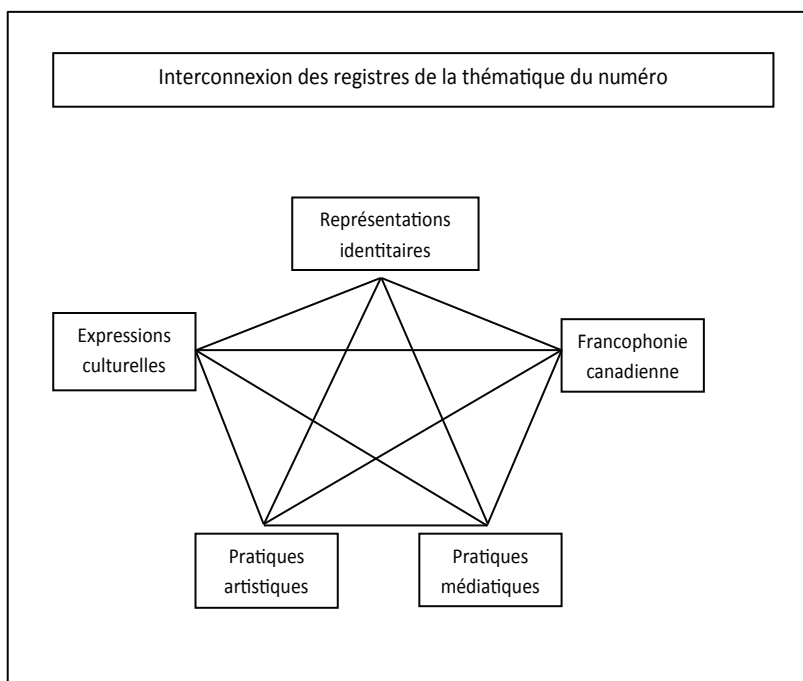 Interconnexion des registres de la thématique du numéro
Représentations
identitaires
Expressions
culturelles
Francophonie
canadienne
Pratiques
artistiques
Pratiques
médiatiques